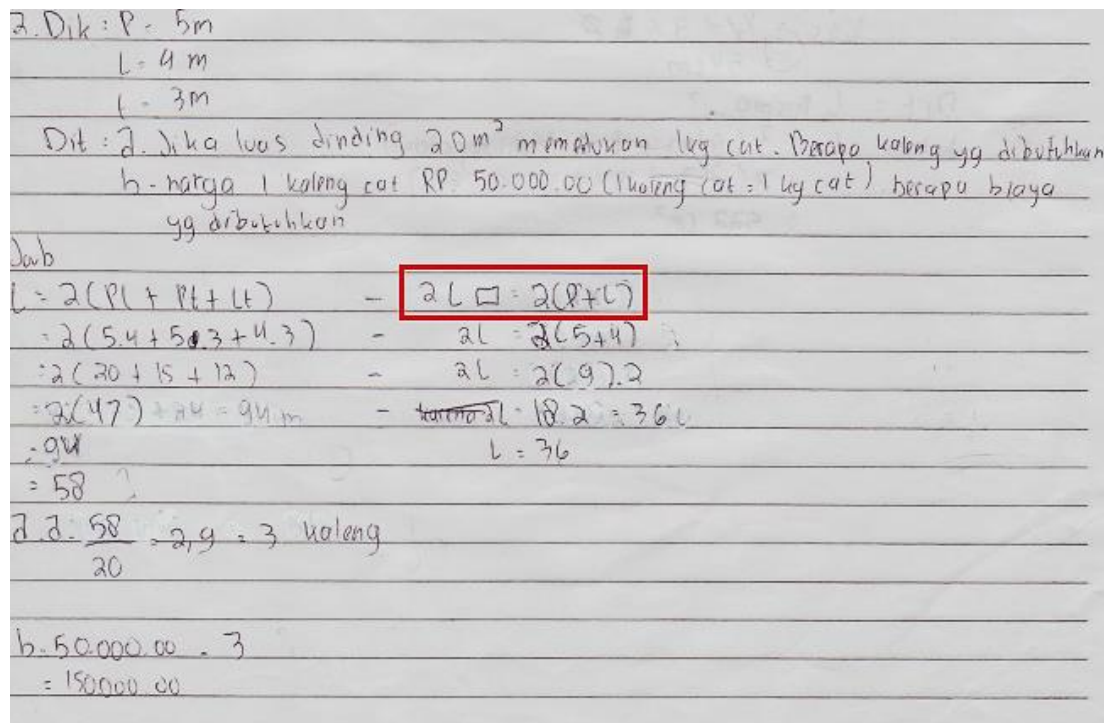 2. Dik : P = 5m
L = 4 m
t = 3m
Dit : a. Jika luas dinding 20 m² memerlukan 1kg cat. Berapa kaleng yg dibutuhkan
b. harga 1 kaleng cat RP. 50.000.00 (1 kaleng cat = 1 kg cat) berapa biaya
yg dibutuhkan
Jab
L = 2(Pl + Pt + Lt) - 2 L □ = 2(P+L)
= 2(5.4 + 5.3 + 4.3) - 2L = 2(5+4)
= 2(20 + 15 + 12) - 2L = 2(9).2
= 2(47) + 24 = 94 m - karena 2L = 18.2 = 36
= 94 L = 36
= 58
2.a. 58
20 = 2,9 = 3 kaleng
b. 50.000.00 . 3
= 150000.00